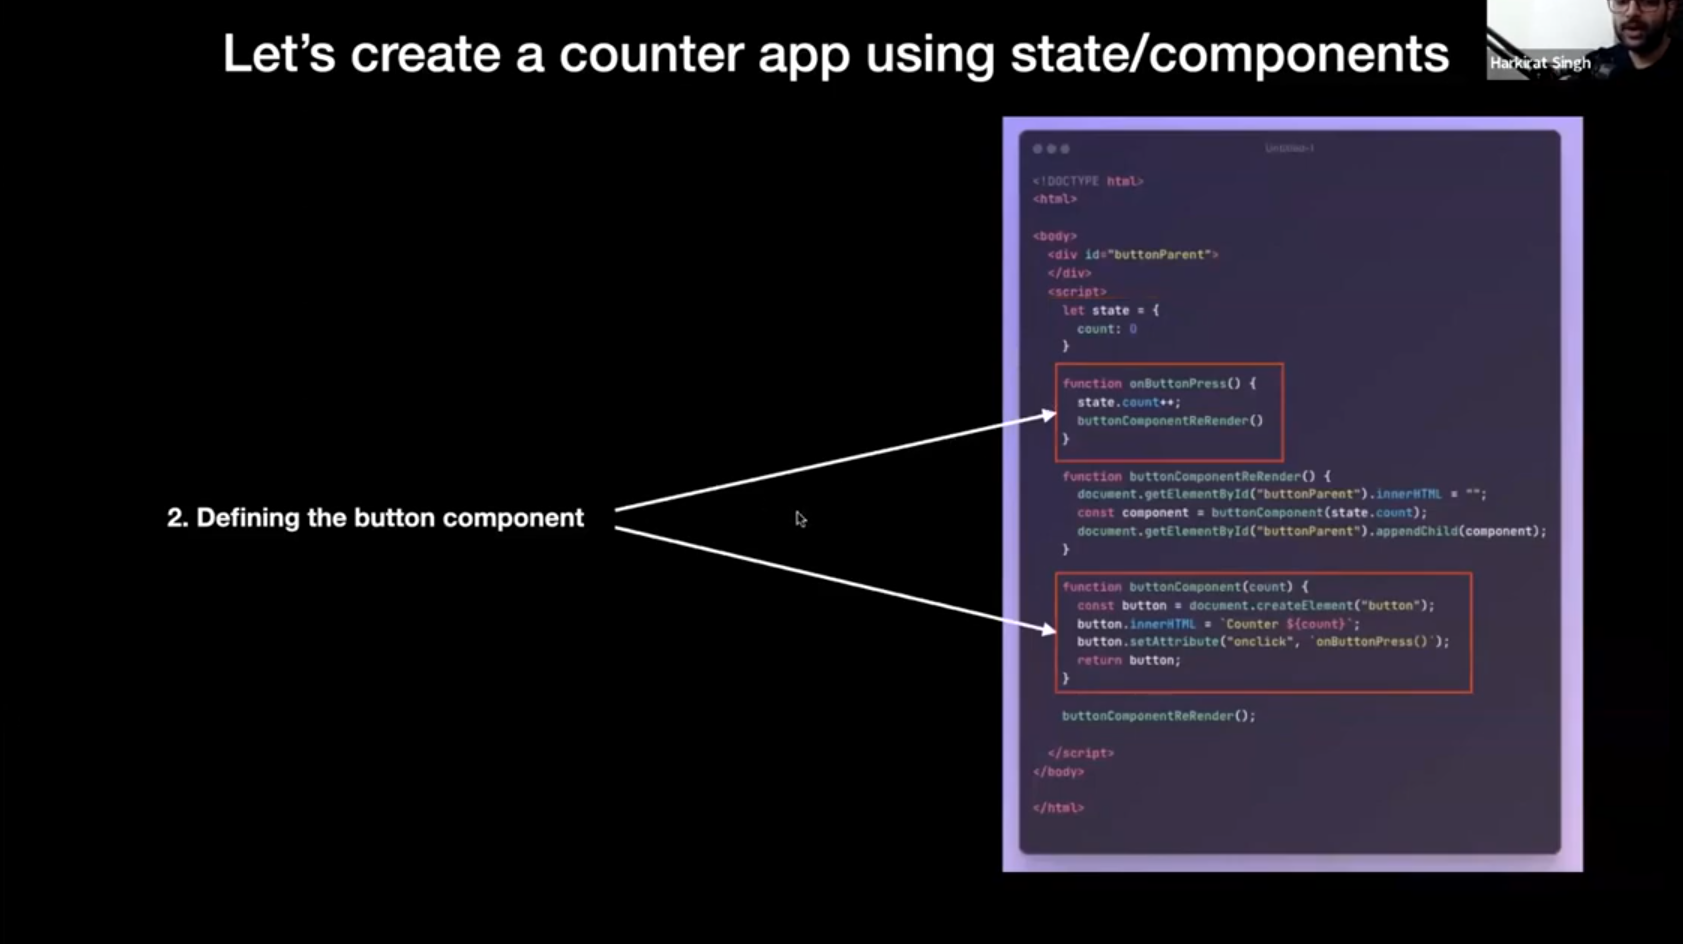 Let's create a counter app using state/components
Harkirat Singh
Untitled-1
<!DOCTYPE html>
<html>
<body>
<div id="buttonParent">
</div>
<script>
let state = {
count: 0
}
function onButtonPress() {
state.count++;
buttonComponentReRender()
}
function buttonComponentReRender() {
document.getElementById("buttonParent").innerHTML = "";
const component = buttonComponent(state.count);
document.getElementById("buttonParent").appendChild(component);
}
2. Defining the button component
function buttonComponent(count) {
const button = document.createElement("button");
button.innerHTML = `Counter ${count}`;
button.setAttribute("onclick", `onButtonPress()`);
return button;
}
buttonComponentReRender();
</script>
</body>
</html>